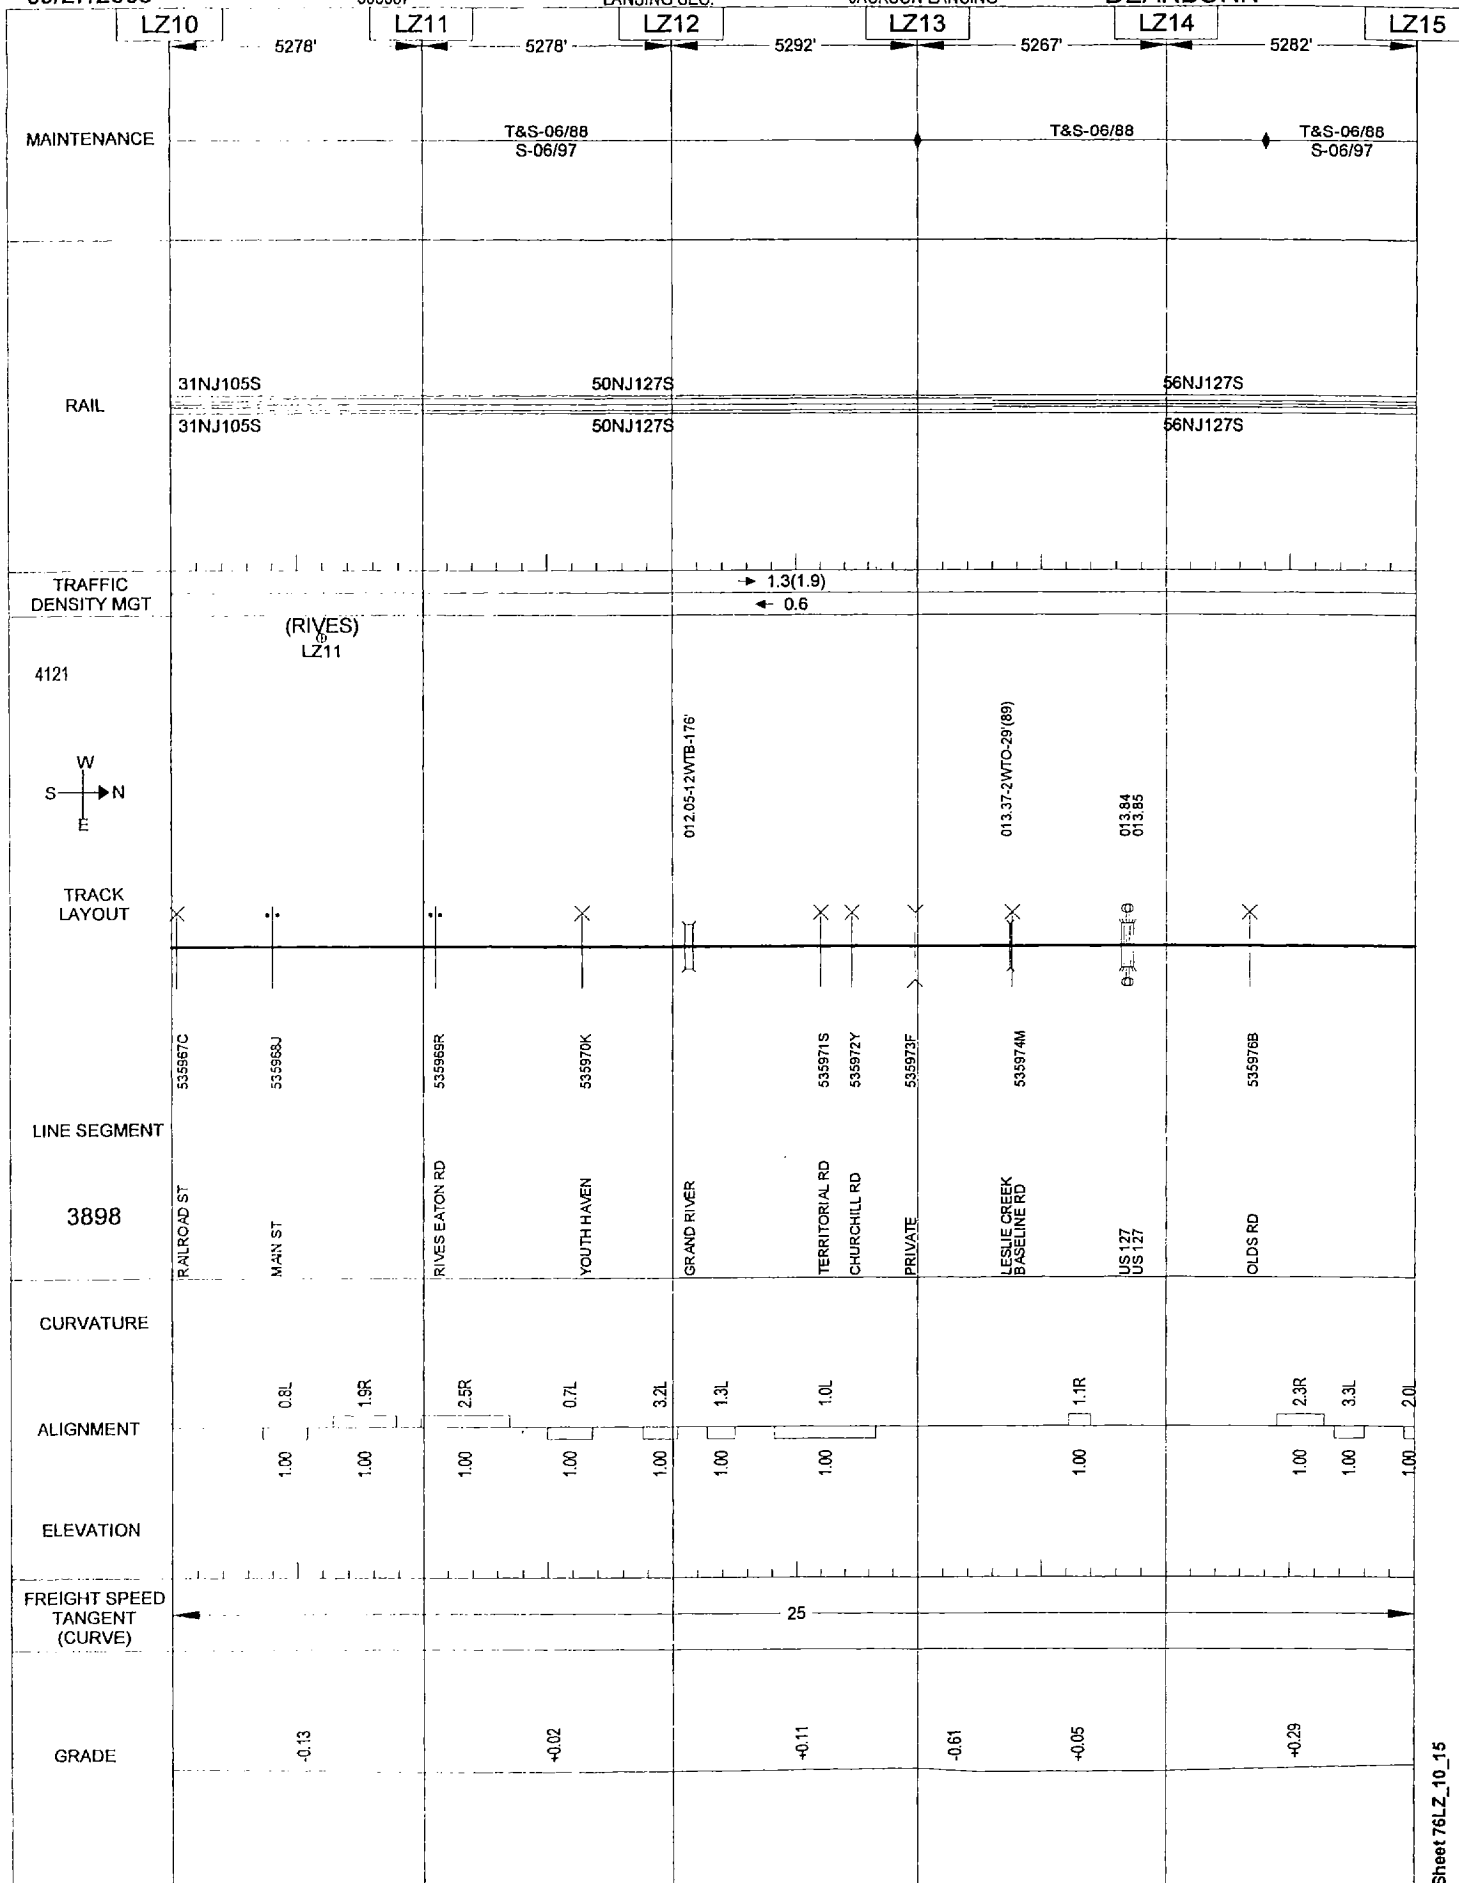 LANSING SEC.
LZ10 LZ11 LZ12 LZ13 LZ14 LZ15
5278' 5278' 5292' 5267' 5282'
MAINTENANCE
T&S-06/88 T&S-06/88 T&S-06/88
S-06/97 S-06/97
31NJ105S 50NJ127S 56NJ127S
RAIL
31NJ105S 50NJ127S 56NJ127S
TRAFFIC
DENSITY MGT
1.3(1.9)
0.6
(RIVES)
LZ11
4121
W
S N
E
012.05-12WTB-176'
013.37-2WTO-29'(89)
013.84
013.85
TRACK
LAYOUT
535967C
535968J
535969R
535970K
535971S
535972Y
535973F
535974M
535976B
LINE SEGMENT
3898
RAILROAD ST
MAIN ST
RIVES EATON RD
YOUTH HAVEN
GRAND RIVER
TERRITORIAL RD
CHURCHILL RD
PRIVATE
LESLIE CREEK
BASELINE RD
US 127
US 127
OLDS RD
CURVATURE
0.8L 1.9R 2.5R 0.7L 3.2L 1.3L 1.0L 1.1R 2.3R 3.3L 2.0L
ALIGNMENT
1.00 1.00 1.00 1.00 1.00 1.00 1.00 1.00 1.00 1.00 1.00
ELEVATION
FREIGHT SPEED
TANGENT
(CURVE)
25
GRADE
-0.13 +0.02 +0.11 -0.61 +0.05 +0.29
Sheet 76LZ_10_15